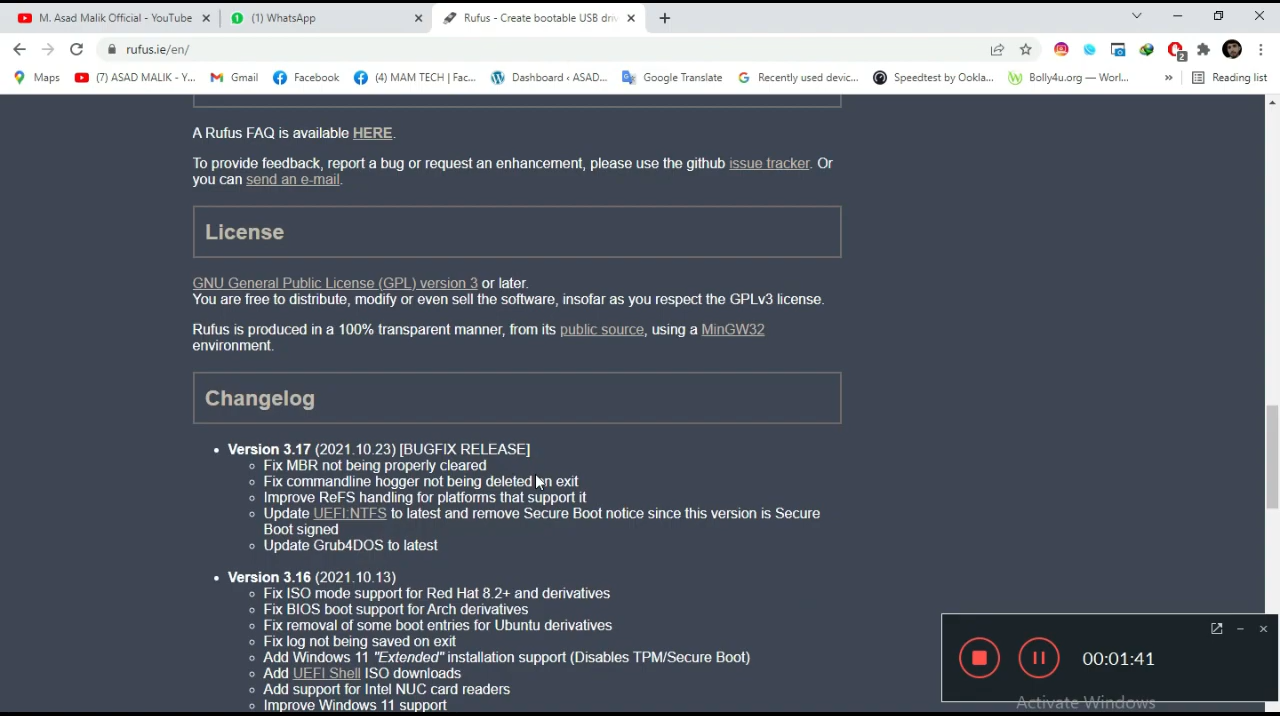 M. Asad Malik Official - YouTube
(1) WhatsApp
Rufus - Create bootable USB driv
rufus.ie/en/
2
Maps
(7) ASAD MALIK - Y...
Gmail
Facebook
(4) MAM TECH | Fac...
Dashboard ‹ ASAD...
Google Translate
Recently used devic...
Speedtest by Ookla...
Bolly4u.org — Worl...
»
Reading list
A Rufus FAQ is available HERE.
To provide feedback, report a bug or request an enhancement, please use the github issue tracker. Or
you can send an e-mail.
License
GNU General Public License (GPL) version 3 or later.
You are free to distribute, modify or even sell the software, insofar as you respect the GPLv3 license.
Rufus is produced in a 100% transparent manner, from its public source, using a MinGW32
environment.
Changelog
• Version 3.17 (2021.10.23) [BUGFIX RELEASE]
Fix MBR not being properly cleared
Fix commandline hogger not being deleted on exit
Improve ReFS handling for platforms that support it
Update UEFI:NTFS to latest and remove Secure Boot notice since this version is Secure
Boot signed
Update Grub4DOS to latest
• Version 3.16 (2021.10.13)
Fix ISO mode support for Red Hat 8.2+ and derivatives
Fix BIOS boot support for Arch derivatives
Fix removal of some boot entries for Ubuntu derivatives
Fix log not being saved on exit
Add Windows 11 "Extended" installation support (Disables TPM/Secure Boot)
Add UEFI Shell ISO downloads
Add support for Intel NUC card readers
Improve Windows 11 support
00:01:41
Activate Windows